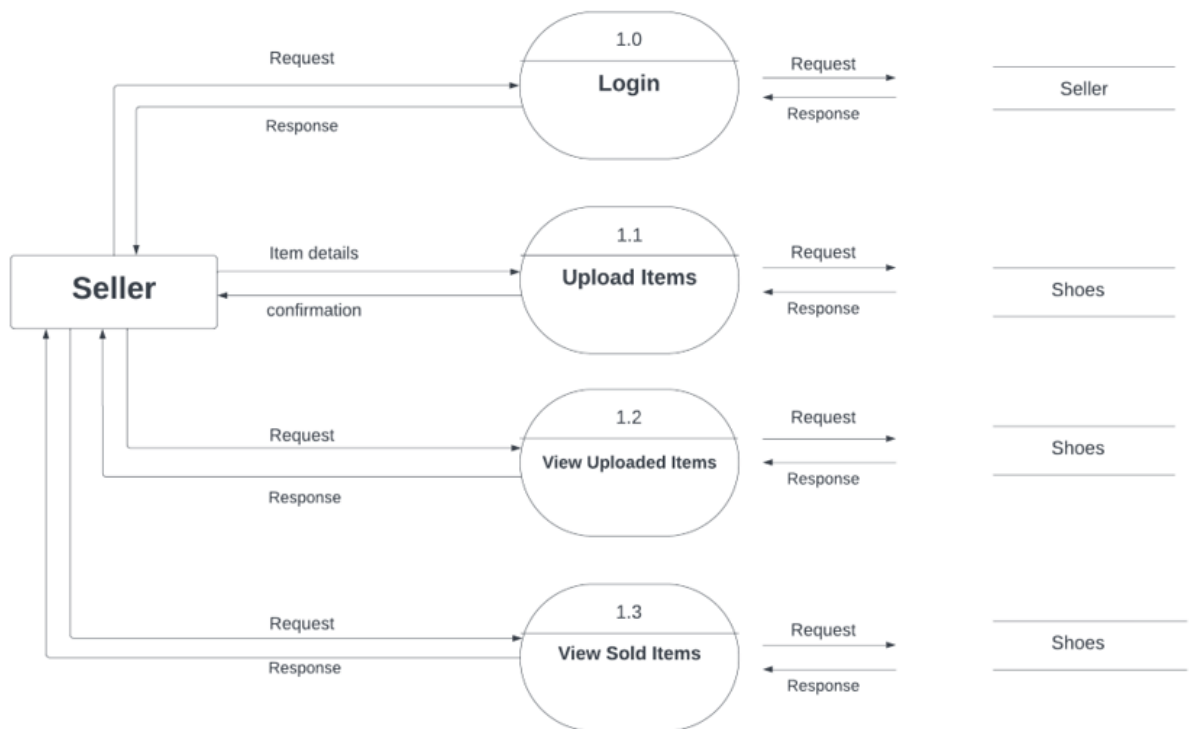 1.0
Request
Login
Request
Seller
Response
Response
1.1
Item details
Request
Upload Items
Seller
Shoes
confirmation
Response
1.2
Request
Request
View Uploaded Items
Shoes
Response
Response
1.3
Request
Request
View Sold Items
Shoes
Response
Response